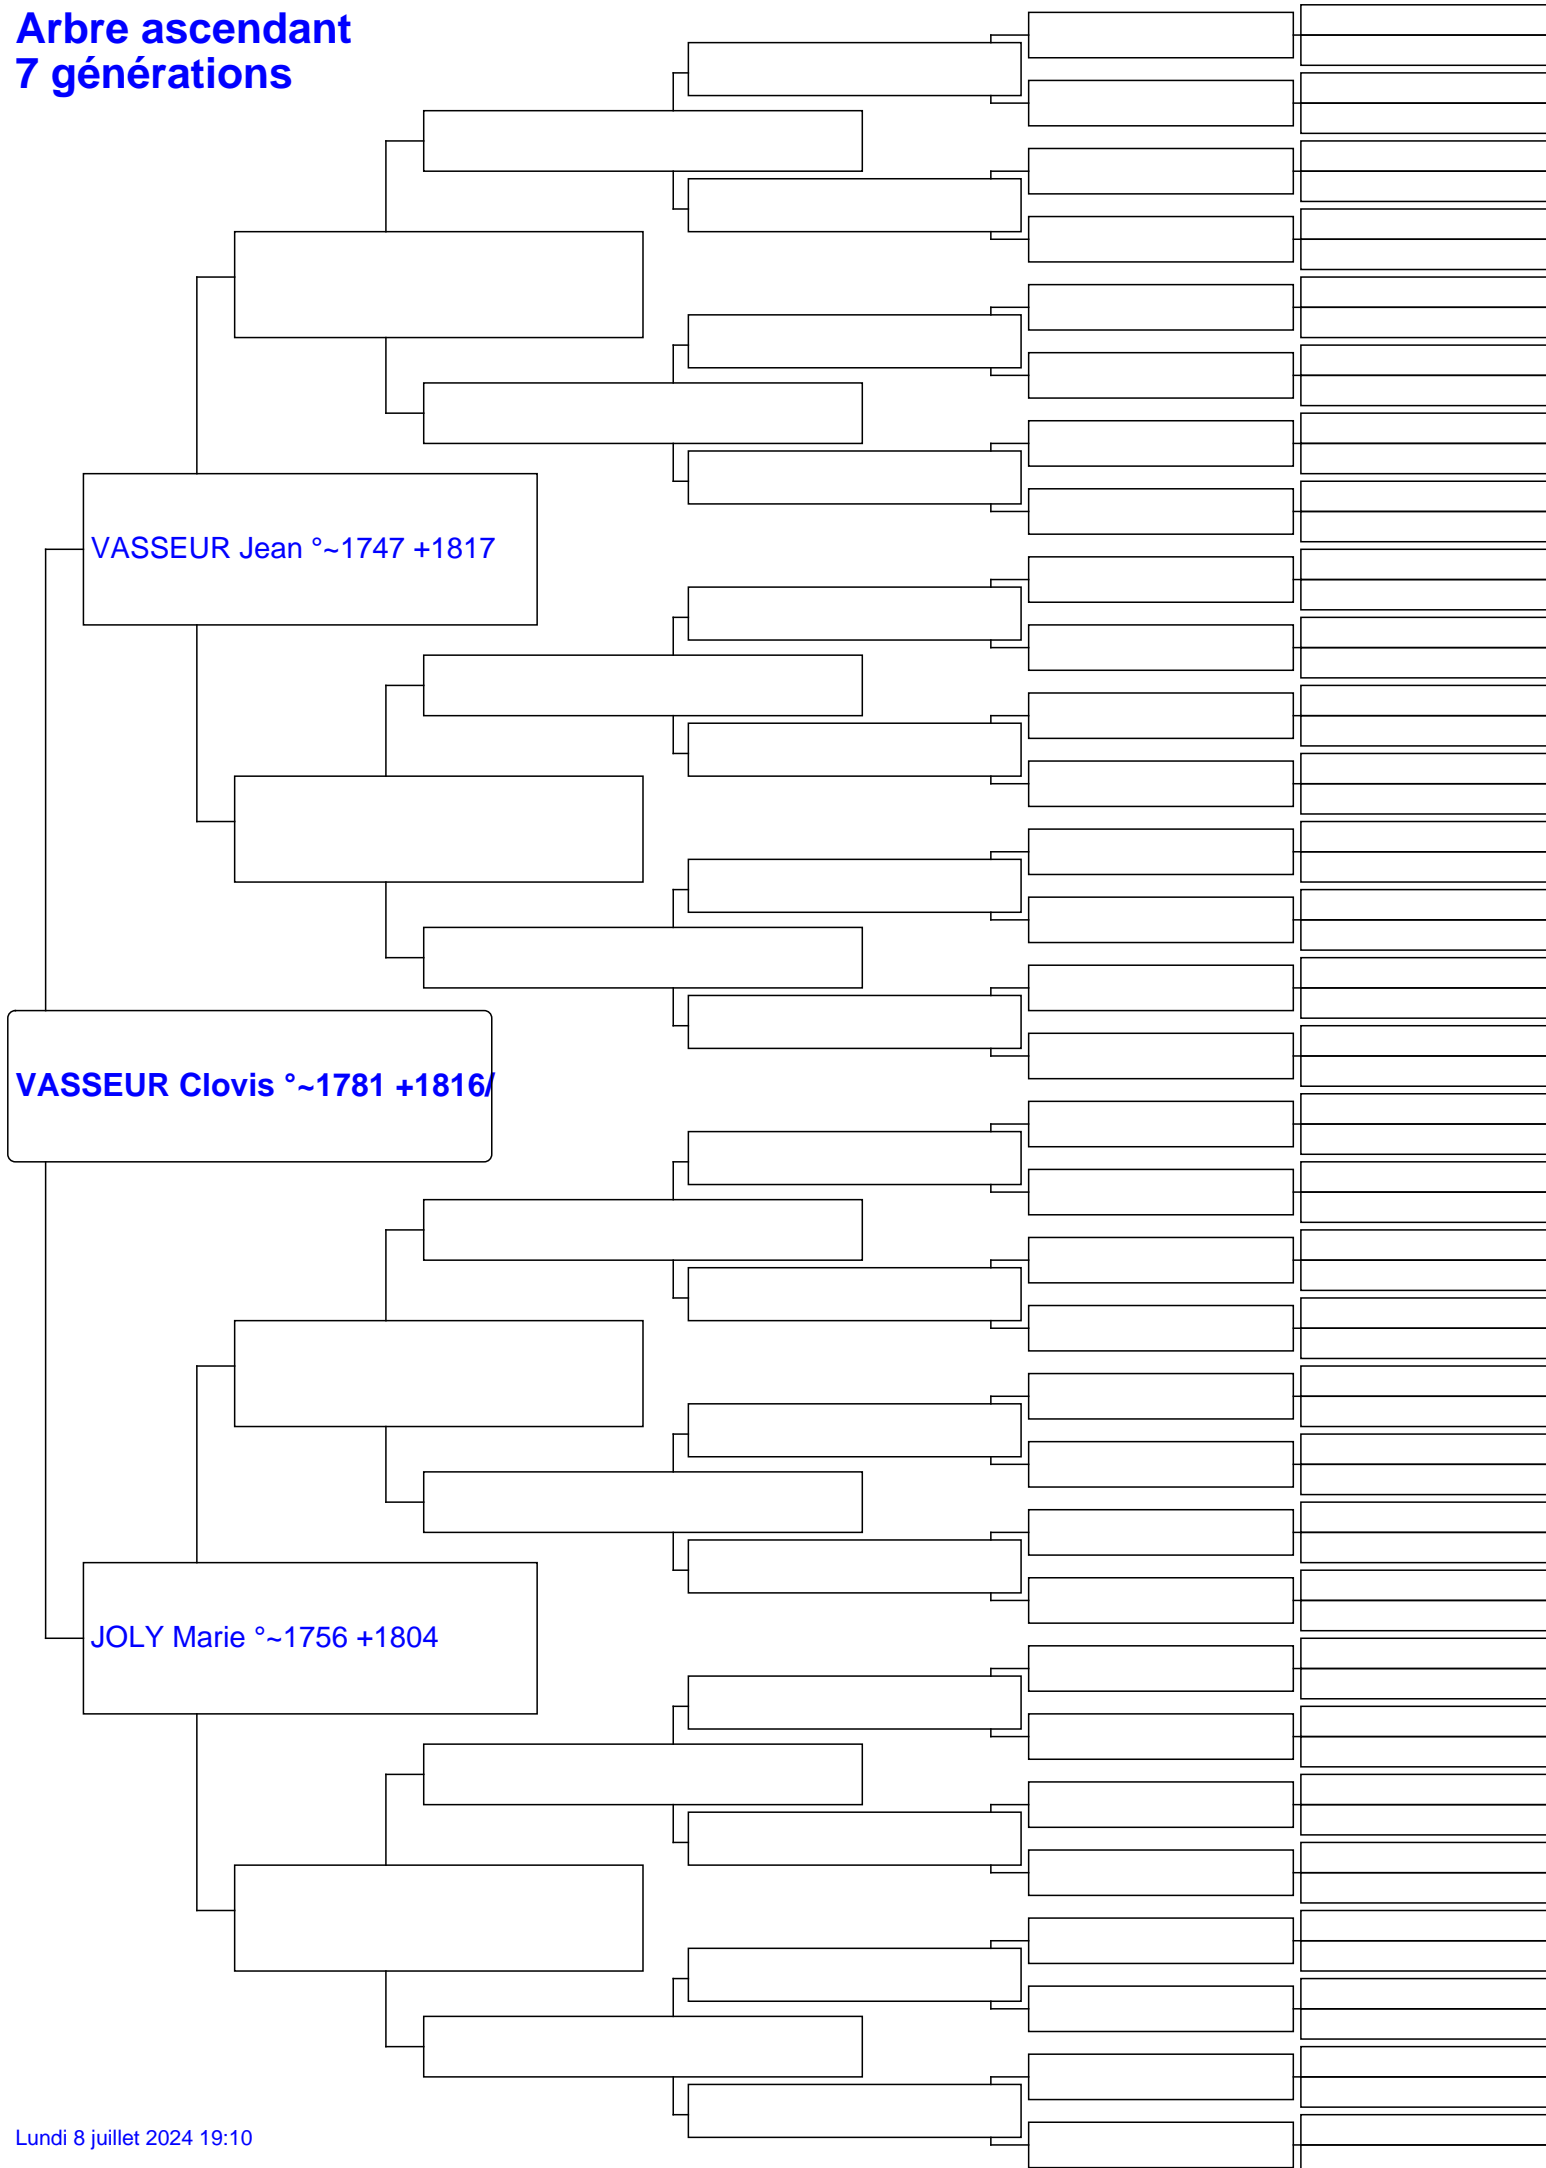 Arbre ascendant
7 générations
VASSEUR Jean °~1747 +1817
VASSEUR Clovis °~1781 +1816/
JOLY Marie °~1756 +1804
Lundi 8 juillet 2024 19:10